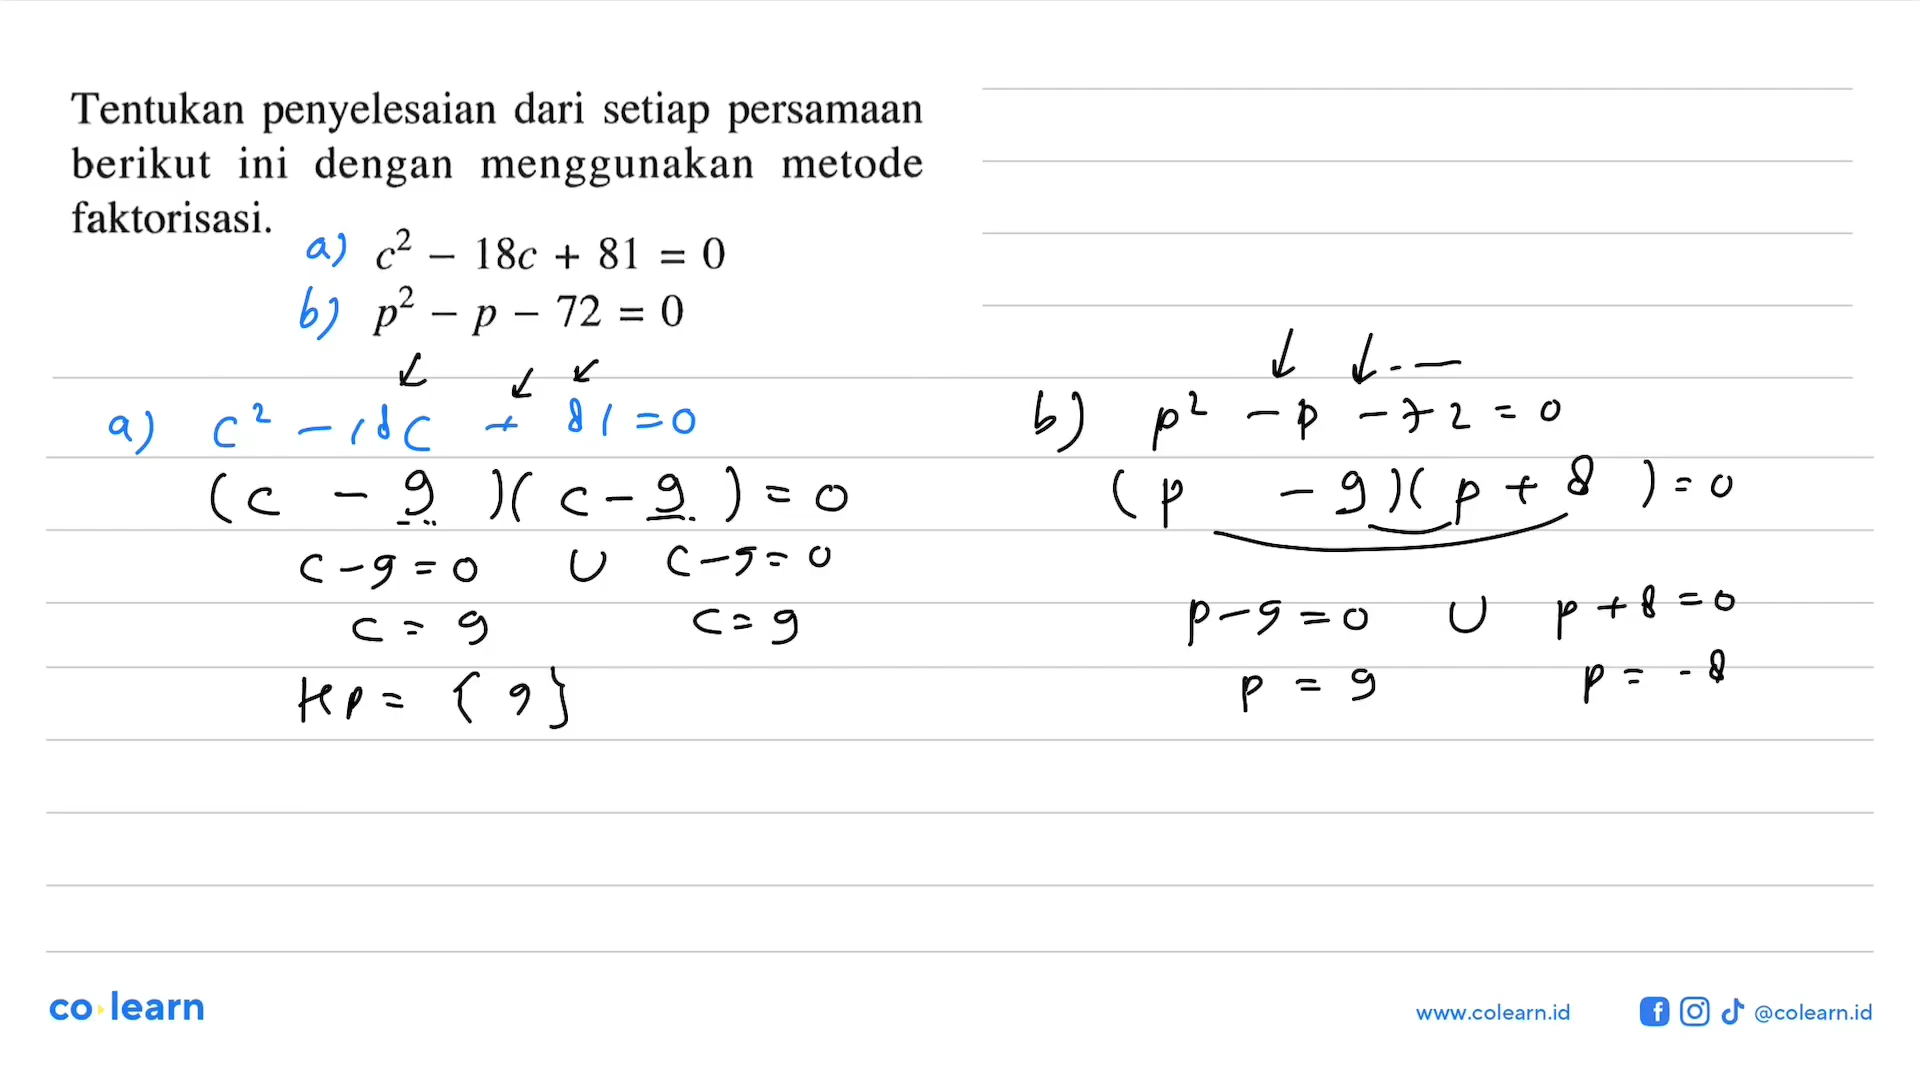 Tentukan penyelesaian dari setiap persamaan
berikut ini dengan menggunakan metode
faktorisasi.
a) c² − 18c + 81 = 0
b) p² − p − 72 = 0
a) c² − 18c + 81 = 0
(c − 9)(c − 9) = 0
c − 9 = 0 ∪ c − 9 = 0
c = 9 c = 9
HP = {9}
b) p² − p − 72 = 0
(p − 9)(p + 8) = 0
p − 9 = 0 ∪ p + 8 = 0
p = 9 p = -8
co learn
www.colearn.id
@colearn.id